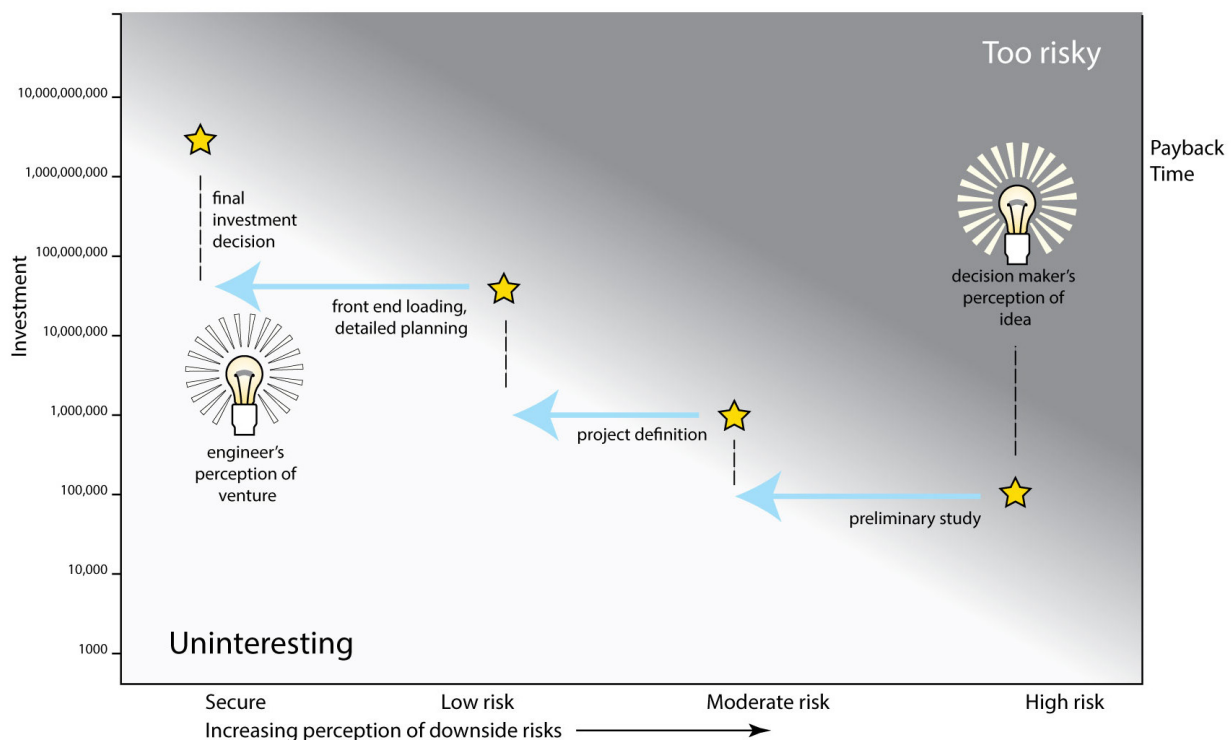 Too risky
10,000,000,000
1,000,000,000
100,000,000
10,000,000
1,000,000
100,000
10,000
1000
Investment
Payback
Time
final
investment
decision
decision maker's
perception of
idea
front end loading,
detailed planning
project definition
engineer's
perception of
venture
preliminary study
Uninteresting
Secure
Low risk
Moderate risk
High risk
Increasing perception of downside risks